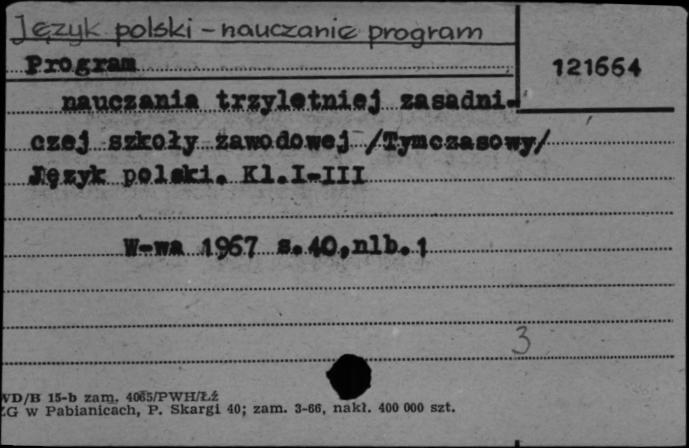 Język polski - nauczanie program
Program
121664
nauczania trzyletniej zasadni-
czej szkoły zawodowej /Tymczasowy/
Język polski. Kl.I-III
W-wa 1967 s.40,nlb.1
3
WD/B 15-b zam. 4065/PWH/Łź
ZG w Pabianicach, P. Skargi 40; zam. 3-66, nakł. 400 000 szt.